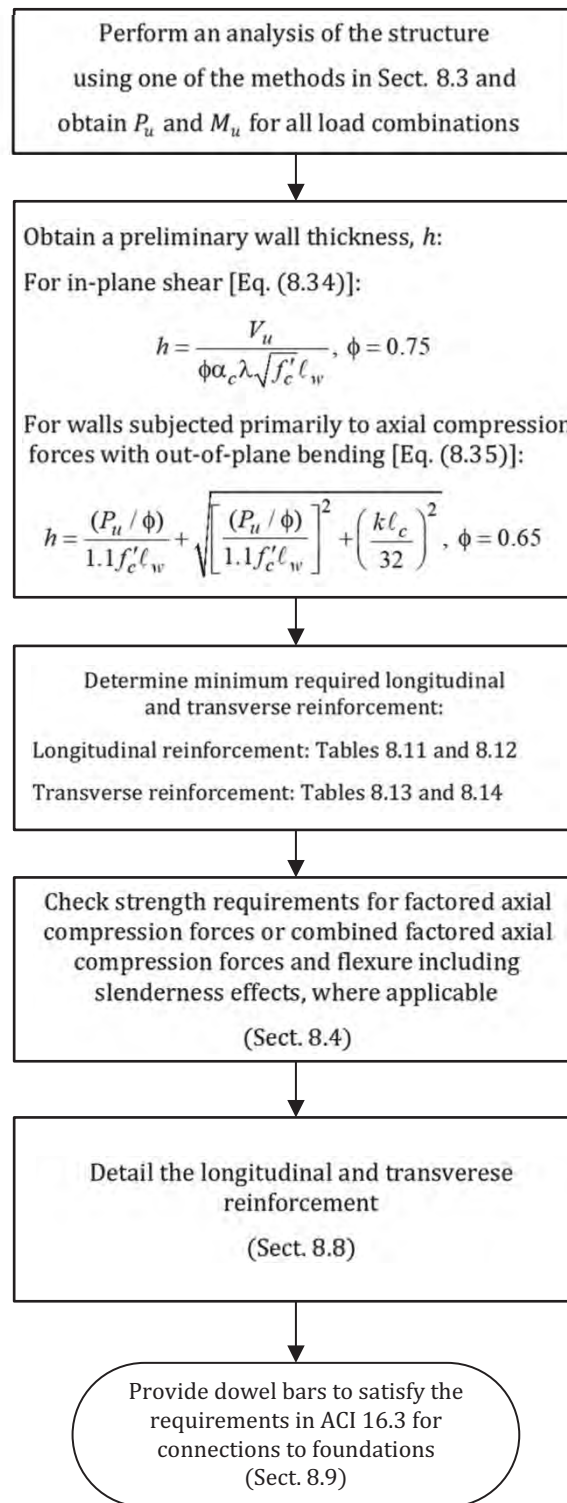 Perform an analysis of the structure
using one of the methods in Sect. 8.3 and
obtain P_u and M_u for all load combinations
Obtain a preliminary wall thickness, h:
For in-plane shear [Eq. (8.34)]:
h = V_u / (ϕα_cλ√f′_c ℓ_w), ϕ = 0.75
For walls subjected primarily to axial compression
forces with out-of-plane bending [Eq. (8.35)]:
h = (P_u / ϕ) / (1.1f′_cℓ_w) + √([(P_u / ϕ) / (1.1f′_cℓ_w)]² + (kℓ_c / 32)²), ϕ = 0.65
Determine minimum required longitudinal
and transverse reinforcement:
Longitudinal reinforcement: Tables 8.11 and 8.12
Transverse reinforcement: Tables 8.13 and 8.14
Check strength requirements for factored axial
compression forces or combined factored axial
compression forces and flexure including
slenderness effects, where applicable
(Sect. 8.4)
Detail the longitudinal and transverese
reinforcement
(Sect. 8.8)
Provide dowel bars to satisfy the
requirements in ACI 16.3 for
connections to foundations
(Sect. 8.9)